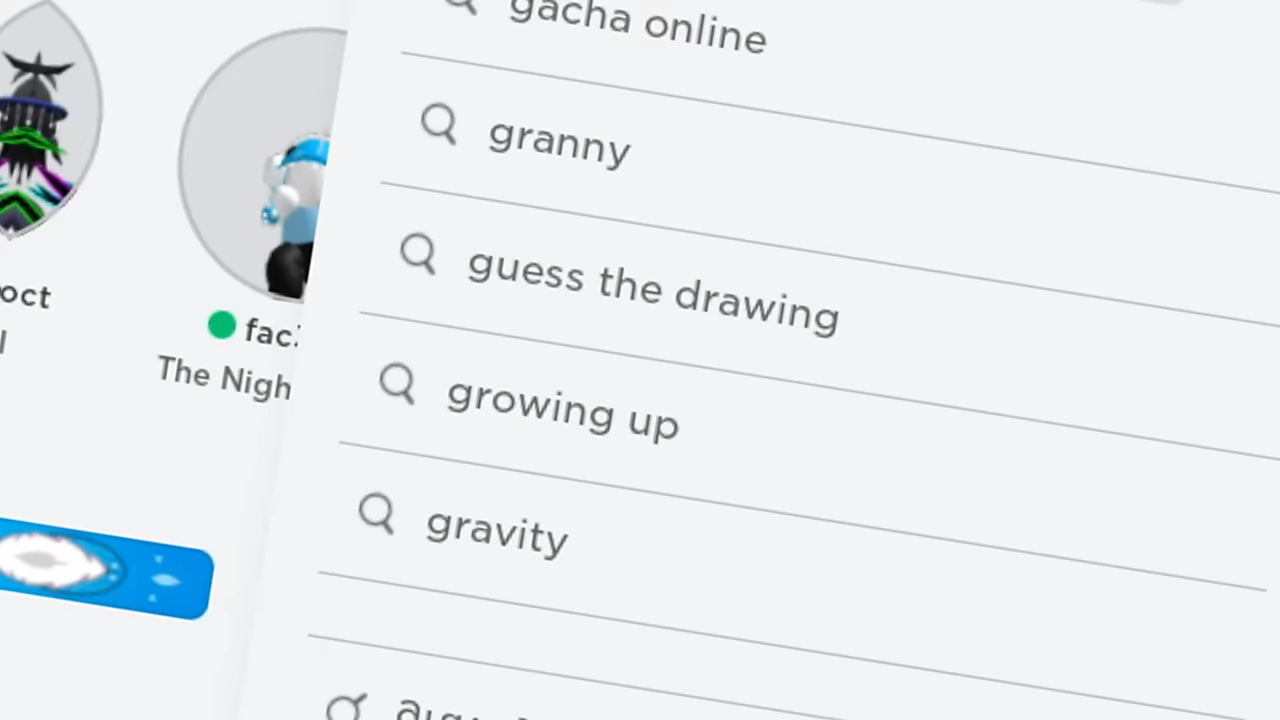 gacha online
granny
guess the drawing
growing up
gravity
oct
The Nigh